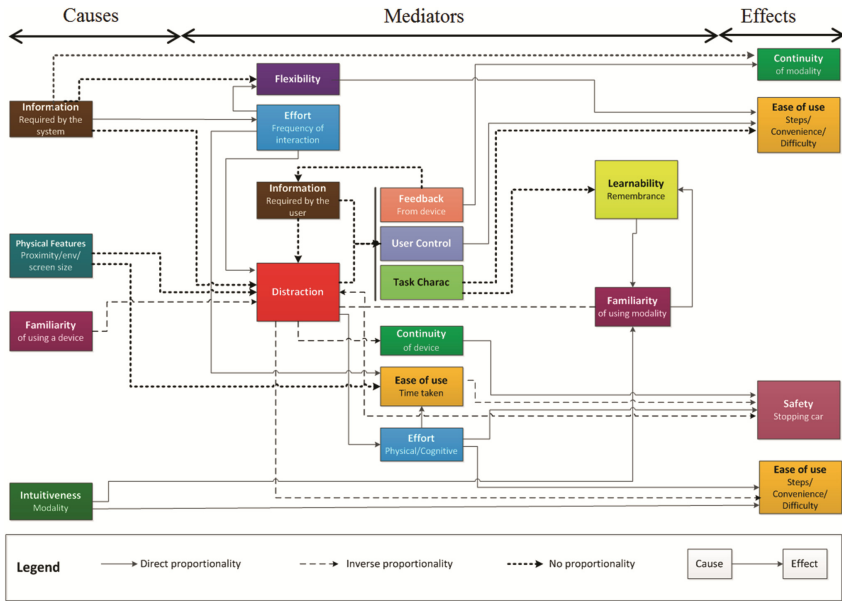 Causes
Mediators
Effects
Flexibility
Continuity
of modality
Information
Required by the
system
Effort
Frequency of
interaction
Ease of use
Steps/
Convenience/
Difficulty
Information
Required by the
user
Feedback
From device
Learnability
Remembrance
User Control
Physical Features
Proximity/env/
screen size
Distraction
Task Charac
Familiarity
of using modality
Familiarity
of using a device
Continuity
of device
Ease of use
Time taken
Safety
Stopping car
Effort
Physical/Cognitive
Intuitiveness
Modality
Ease of use
Steps/
Convenience/
Difficulty
Legend
Direct proportionality
Inverse proportionality
No proportionality
Cause
Effect